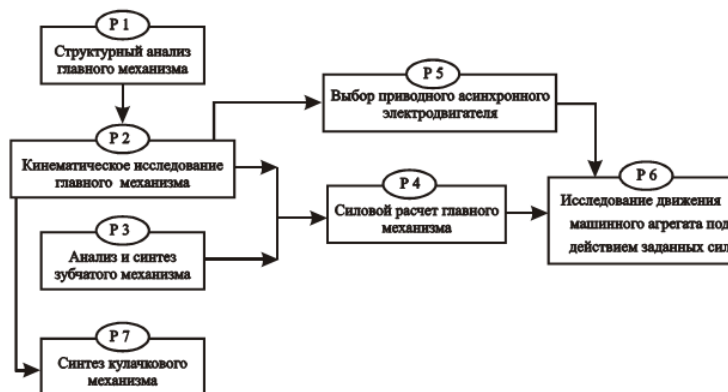 Р 1
Структурный анализ
главного механизма
Р 2
Кинематическое исследование
главного механизма
Р 3
Анализ и синтез
зубчатого механизма
Р 7
Синтез кулачкового
механизма
Р 5
Выбор приводного асинхронного
электродвигателя
Р 4
Силовой расчет главного
механизма
Р 6
Исследование движения
машинного агрегата под
действием заданных сил